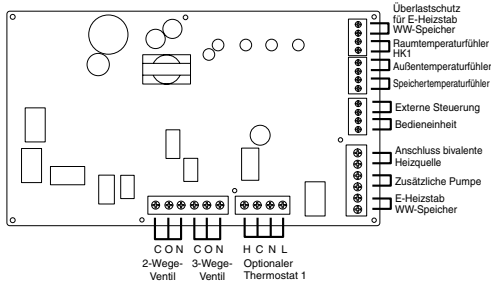 Überlastschutz
für E-Heizstab
WW-Speicher
Raumtemperaturfühler
HK1
Außentemperaturfühler
Speichertemperaturfühler
Externe Steuerung
Bedieneinheit
Anschluss bivalente
Heizquelle
Zusätzliche Pumpe
E-Heizstab
WW-Speicher
C O N C O N H C N L
2-Wege-
Ventil
3-Wege-
Ventil
Optionaler
Thermostat 1